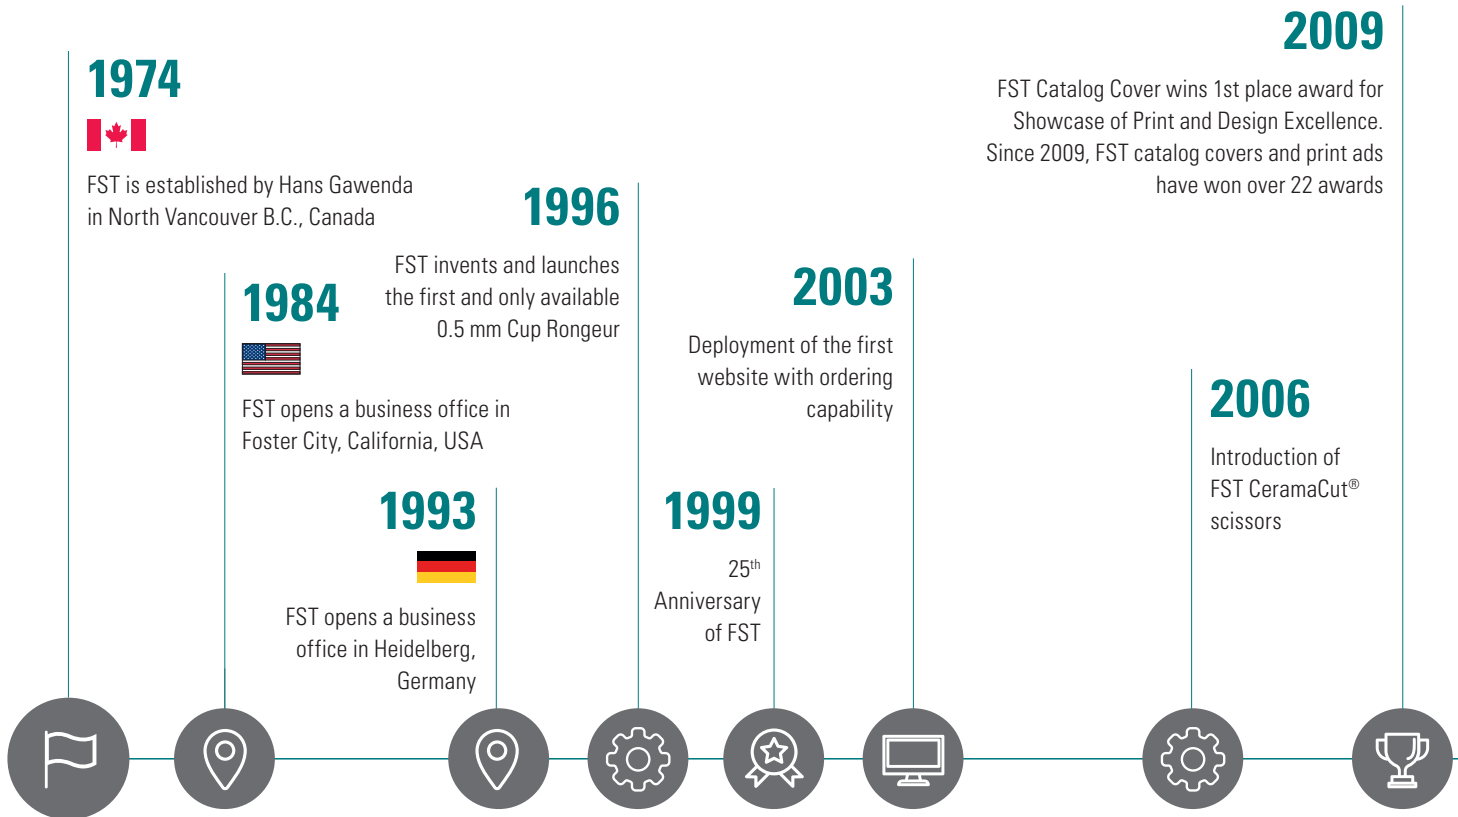 1974
FST is established by Hans Gawenda
in North Vancouver B.C., Canada
1984
FST opens a business office in
Foster City, California, USA
1993
FST opens a business
office in Heidelberg,
Germany
1996
FST invents and launches
the first and only available
0.5 mm Cup Rongeur
1999
25th
Anniversary
of FST
2003
Deployment of the first
website with ordering
capability
2006
Introduction of
FST CeramaCut®
scissors
2009
FST Catalog Cover wins 1st place award for
Showcase of Print and Design Excellence.
Since 2009, FST catalog covers and print ads
have won over 22 awards